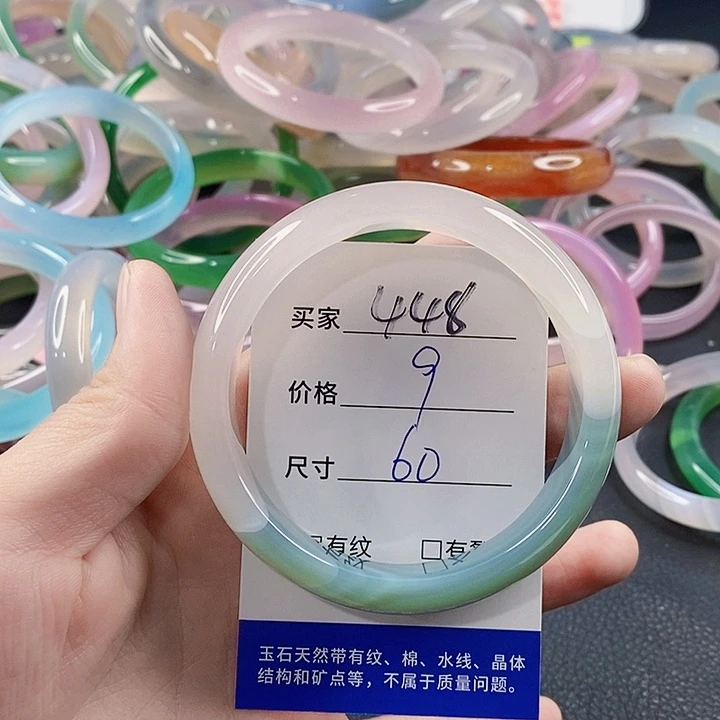 买家 448
价格 9
尺寸 60
有纹 □有
玉石天然带有纹、棉、水线、晶体
结构和矿点等，不属于质量问题。